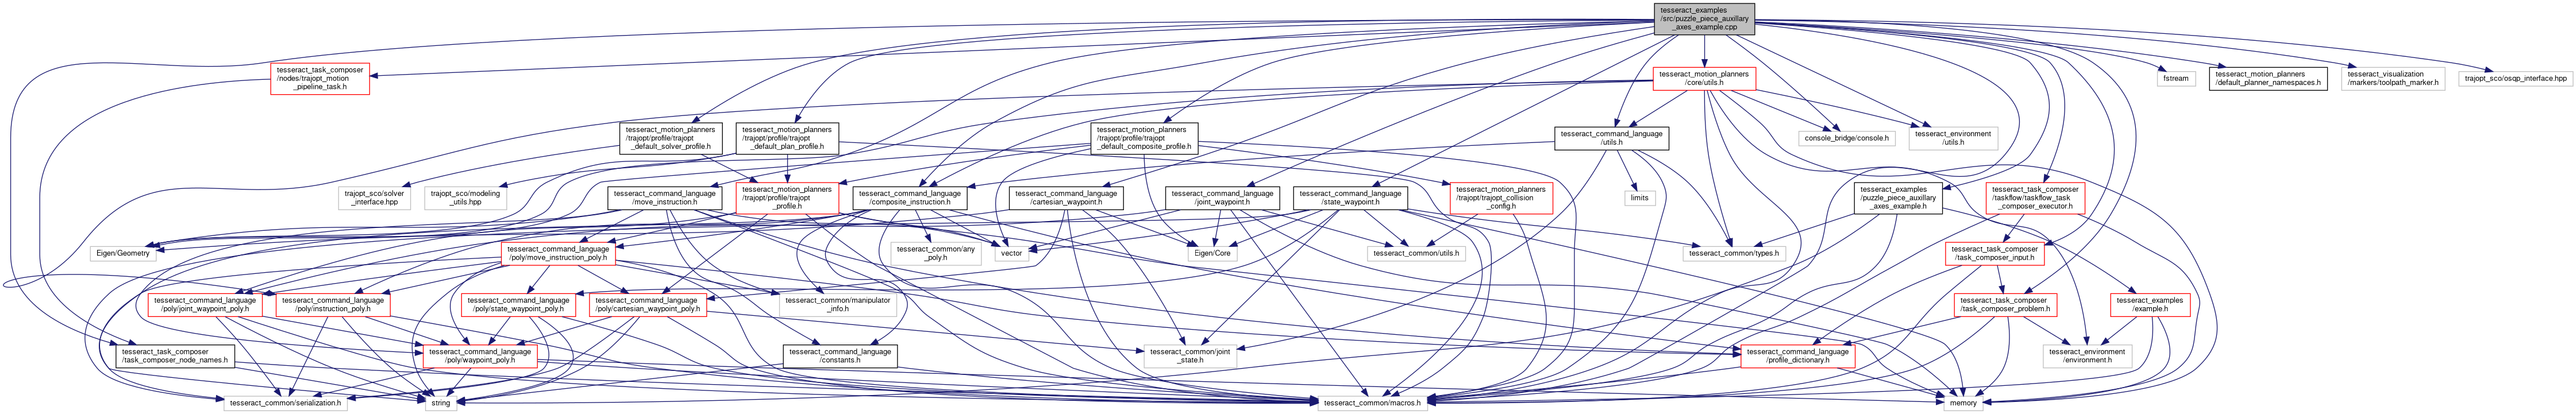 tesseract_examples
/src/puzzle_piece_auxillary
_axes_example.cpp
tesseract_task_composer
/nodes/trajopt_motion
_pipeline_task.h
tesseract_motion_planners
/core/utils.h
fstream
tesseract_motion_planners
/default_planner_namespaces.h
tesseract_visualization
/markers/toolpath_marker.h
trajopt_sco/osqp_interface.hpp
tesseract_motion_planners
/trajopt/profile/trajopt
_default_solver_profile.h
tesseract_motion_planners
/trajopt/profile/trajopt
_default_plan_profile.h
tesseract_motion_planners
/trajopt/profile/trajopt
_default_composite_profile.h
tesseract_command_language
/utils.h
console_bridge/console.h
tesseract_environment
/utils.h
trajopt_sco/solver
_interface.hpp
trajopt_sco/modeling
_utils.hpp
tesseract_command_language
/move_instruction.h
tesseract_motion_planners
/trajopt/profile/trajopt
_profile.h
tesseract_command_language
/composite_instruction.h
tesseract_command_language
/cartesian_waypoint.h
tesseract_command_language
/joint_waypoint.h
tesseract_command_language
/state_waypoint.h
tesseract_motion_planners
/trajopt/trajopt_collision
_config.h
limits
tesseract_examples
/puzzle_piece_auxillary
_axes_example.h
tesseract_task_composer
/taskflow/taskflow_task
_composer_executor.h
Eigen/Geometry
tesseract_command_language
/poly/move_instruction_poly.h
tesseract_common/any
_poly.h
vector
Eigen/Core
tesseract_common/utils.h
tesseract_common/types.h
tesseract_task_composer
/task_composer_input.h
tesseract_command_language
/poly/joint_waypoint_poly.h
tesseract_command_language
/poly/instruction_poly.h
tesseract_command_language
/poly/state_waypoint_poly.h
tesseract_command_language
/poly/cartesian_waypoint_poly.h
tesseract_common/manipulator
_info.h
tesseract_task_composer
/task_composer_problem.h
tesseract_examples
/example.h
tesseract_task_composer
/task_composer_node_names.h
tesseract_command_language
/poly/waypoint_poly.h
tesseract_command_language
/constants.h
tesseract_common/joint
_state.h
tesseract_command_language
/profile_dictionary.h
tesseract_environment
/environment.h
tesseract_common/serialization.h
string
tesseract_common/macros.h
memory